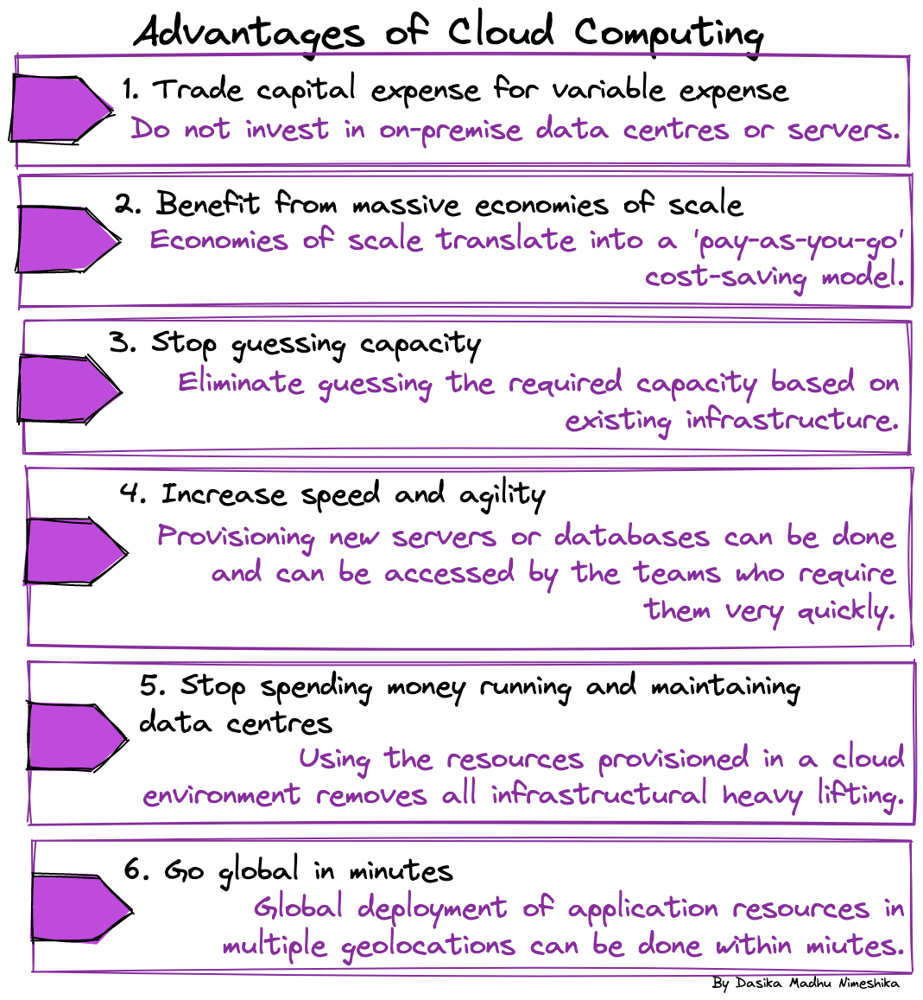 Advantages of Cloud Computing
1. Trade capital expense for variable expense
Do not invest in on-premise data centres or servers.
2. Benefit from massive economies of scale
Economies of scale translate into a 'pay-as-you-go'
cost-saving model.
3. Stop guessing capacity
Eliminate guessing the required capacity based on
existing infrastructure.
4. Increase speed and agility
Provisioning new servers or databases can be done
and can be accessed by the teams who require
them very quickly.
5. Stop spending money running and maintaining
data centres
Using the resources provisioned in a cloud
environment removes all infrastructural heavy lifting.
6. Go global in minutes
Global deployment of application resources in
multiple geolocations can be done within miutes.
By Dasika Madhu Nimeshika